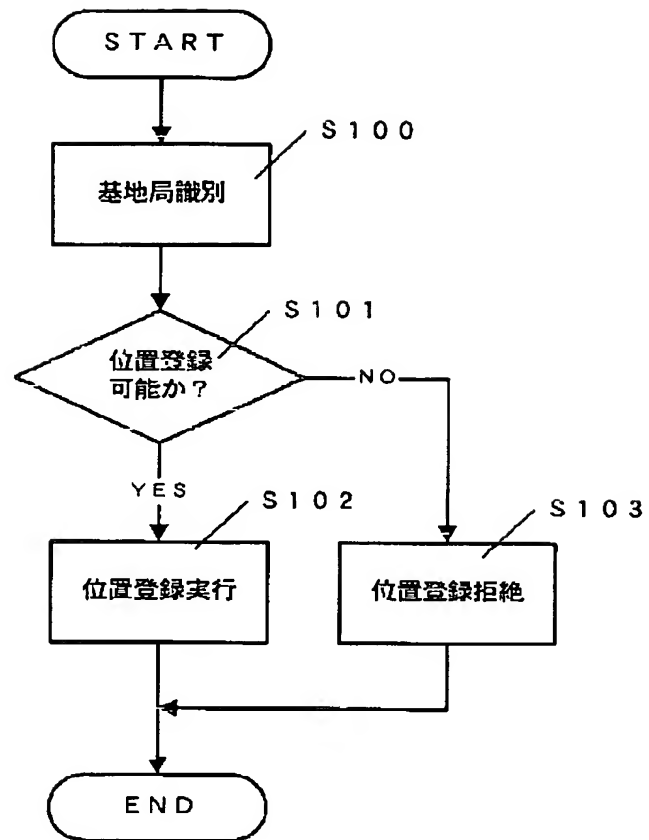 START
S100
基地局識別
S101
位置登録
可能か？
NO
YES
S102
S103
位置登録実行
位置登録拒絶
END